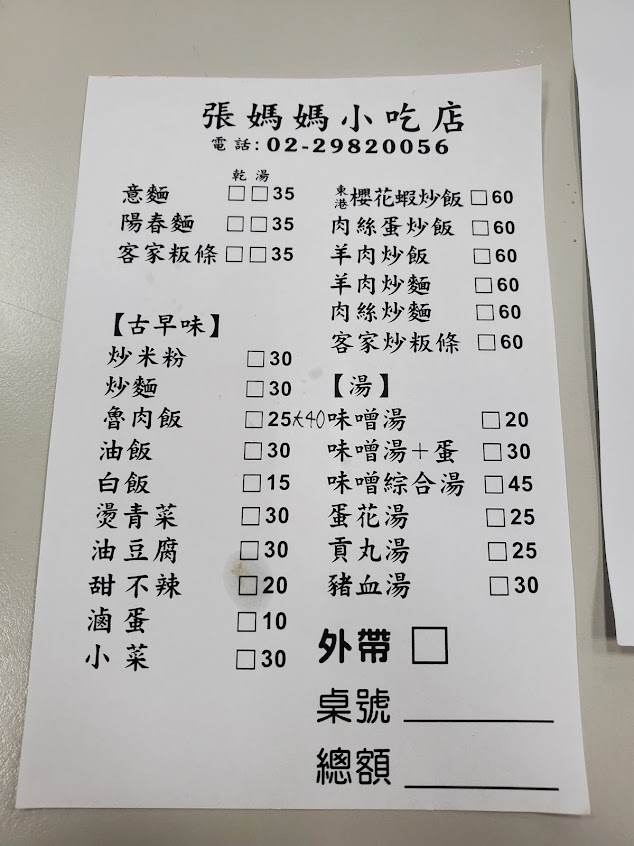 張媽媽小吃店
電話:02-29820056
乾 湯
意麵 □□35
陽春麵 □□35
客家粄條 □□35
【古早味】
炒米粉 □30
炒麵 □30
魯肉飯 □25大40
油飯 □30
白飯 □15
燙青菜 □30
油豆腐 □30
甜不辣 □20
滷蛋 □10
小菜 □30
東港櫻花蝦炒飯 □60
肉絲蛋炒飯 □60
羊肉炒飯 □60
羊肉炒麵 □60
肉絲炒麵 □60
客家炒粄條 □60
【湯】
味噌湯 □20
味噌湯+蛋 □30
味噌綜合湯 □45
蛋花湯 □25
貢丸湯 □25
豬血湯 □30
外帶 □
桌號
總額